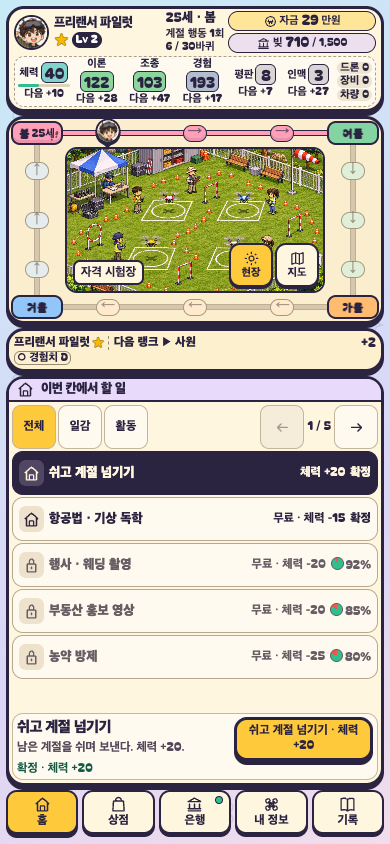 프리랜서 파일럿
Lv 2
25세 · 봄
계절 행동 1회
6 / 30바퀴
자금 29 만원
빚 710 / 1,500
체력 40
다음 +10
이론
122
다음 +28
조종
103
다음 +47
경험
193
다음 +17
평판 8
다음 +7
인맥 3
다음 +27
드론 0
장비 0
차량 0
봄 25세
여름
겨울
가을
자격 시험장
현장
지도
프리랜서 파일럿
다음 랭크 ▶ 사원
+2
경험치 D
이번 칸에서 할 일
전체
일감
활동
←
1 / 5
→
쉬고 계절 넘기기
체력 +20 확정
항공법 · 기상 독학
무료 · 체력 -15 확정
행사 · 웨딩 촬영
무료 · 체력 -20 92%
부동산 홍보 영상
무료 · 체력 -20 85%
농약 방제
무료 · 체력 -25 80%
쉬고 계절 넘기기
남은 계절을 쉬며 보낸다. 체력 +20.
확정 · 체력 +20
쉬고 계절 넘기기 · 체력
+20
홈
상점
은행
내 정보
기록